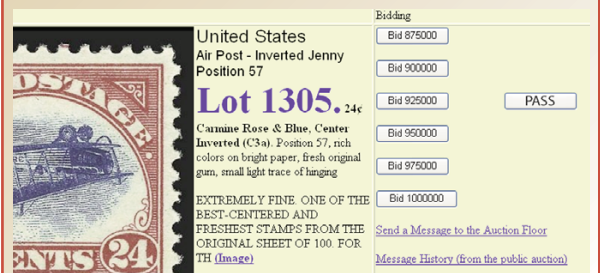 POSTAGE
ENTS 24
United States
Air Post - Inverted Jenny
Position 57
Lot 1305. 24¢
Carmine Rose & Blue, Center
Inverted (C3a). Position 57, rich
colors on bright paper, fresh original
gum, small light trace of hinging
EXTREMELY FINE. ONE OF THE
BEST-CENTERED AND
FRESHEST STAMPS FROM THE
ORIGINAL SHEET OF 100. FOR
TH (Image)
Bidding
Bid 875000
Bid 900000
Bid 925000
PASS
Bid 950000
Bid 975000
Bid 1000000
Send a Message to the Auction Floor
Message History (from the public auction)